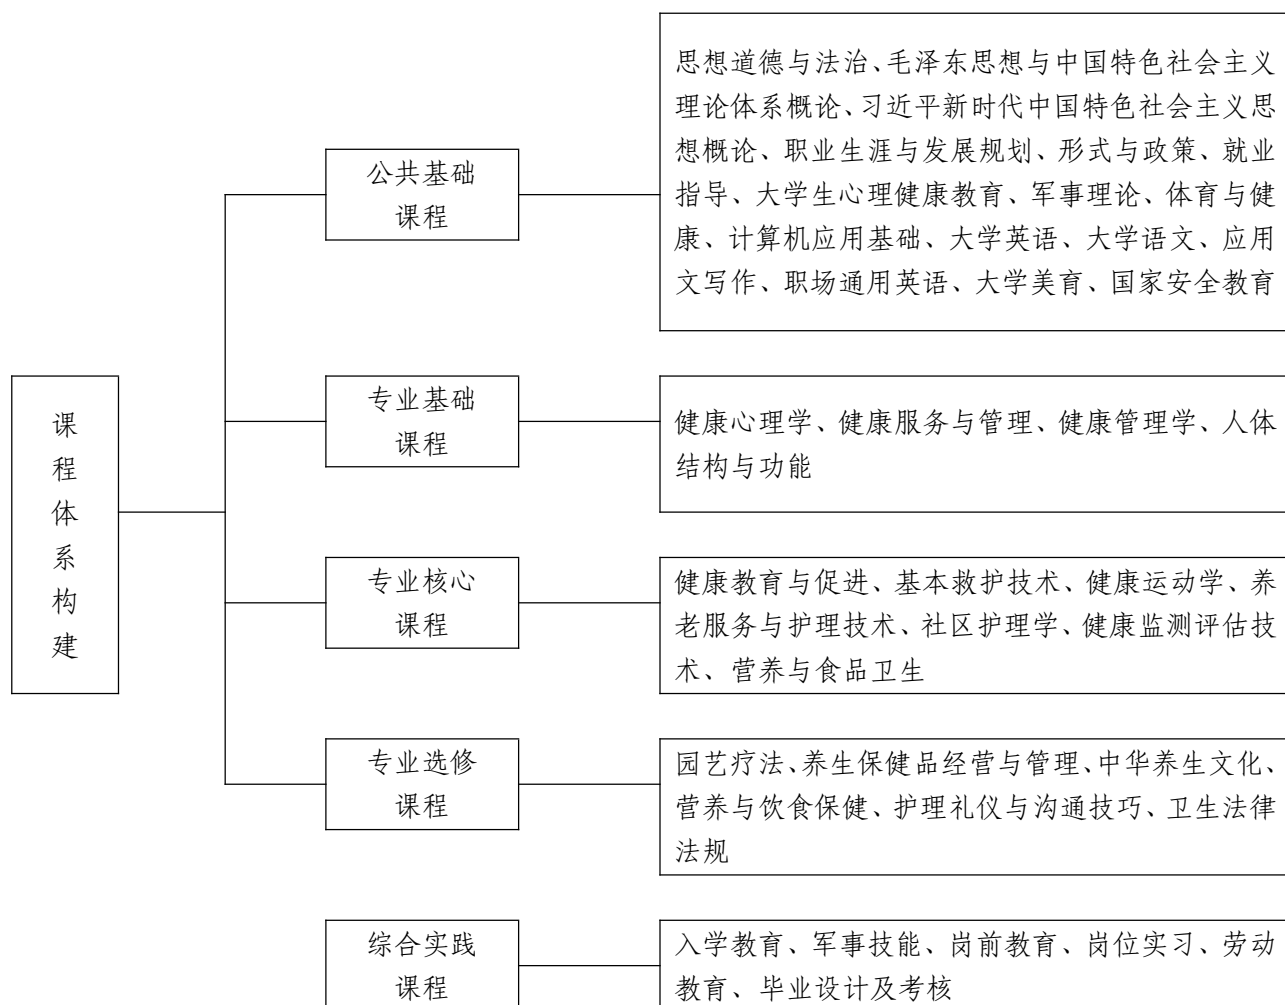 课
程
体
系
构
建
公共基础
课程
思想道德与法治、毛泽东思想与中国特色社会主义
理论体系概论、习近平新时代中国特色社会主义思
想概论、职业生涯与发展规划、形式与政策、就业
指导、大学生心理健康教育、军事理论、体育与健
康、计算机应用基础、大学英语、大学语文、应用
文写作、职场通用英语、大学美育、国家安全教育
专业基础
课程
健康心理学、健康服务与管理、健康管理学、人体
结构与功能
专业核心
课程
健康教育与促进、基本救护技术、健康运动学、养
老服务与护理技术、社区护理学、健康监测评估技
术、营养与食品卫生
专业选修
课程
园艺疗法、养生保健品经营与管理、中华养生文化、
营养与饮食保健、护理礼仪与沟通技巧、卫生法律
法规
综合实践
课程
入学教育、军事技能、岗前教育、岗位实习、劳动
教育、毕业设计及考核